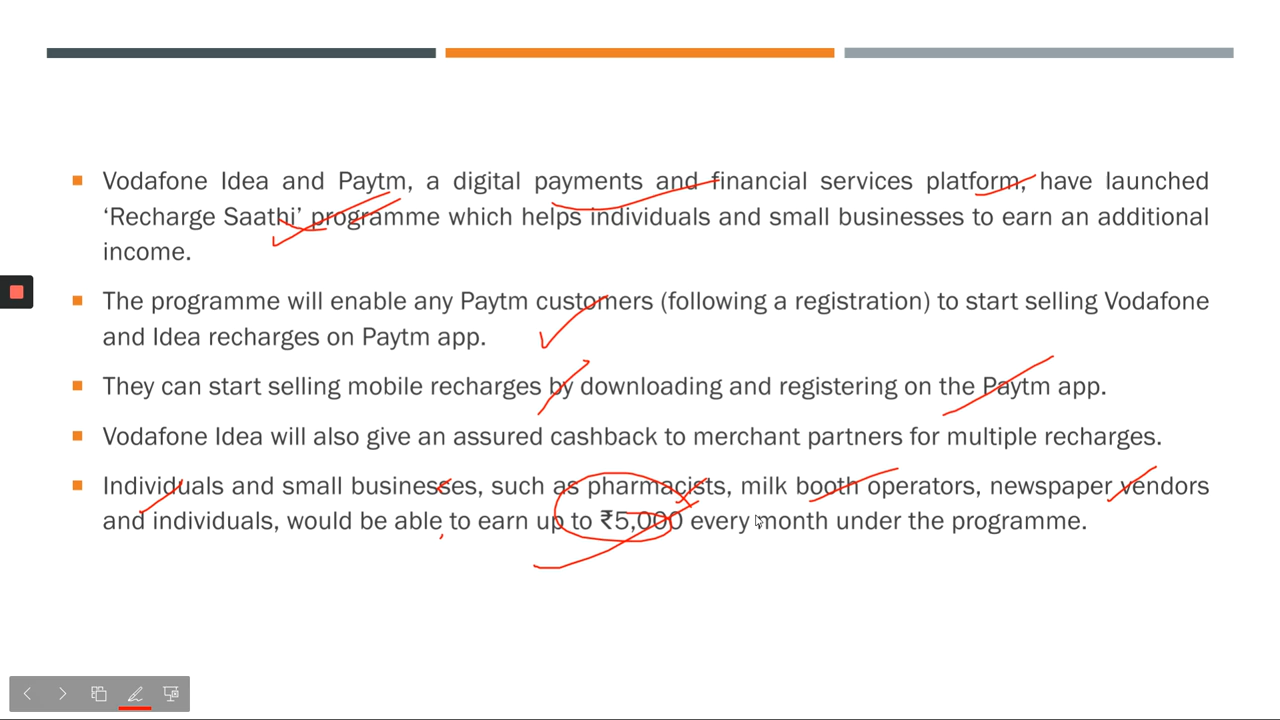 Vodafone Idea and Paytm, a digital payments and financial services platform, have launched
‘Recharge Saathi’ programme which helps individuals and small businesses to earn an additional
income.
The programme will enable any Paytm customers (following a registration) to start selling Vodafone
and Idea recharges on Paytm app.
They can start selling mobile recharges by downloading and registering on the Paytm app.
Vodafone Idea will also give an assured cashback to merchant partners for multiple recharges.
Individuals and small businesses, such as pharmacists, milk booth operators, newspaper vendors
and individuals, would be able to earn up to ₹5,000 every month under the programme.